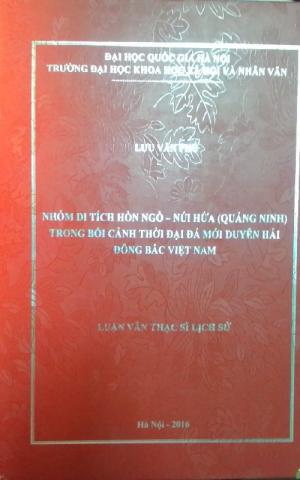 ĐẠI HỌC QUỐC GIA HÀ NỘI
TRƯỜNG ĐẠI HỌC KHOA HỌC XÃ HỘI VÀ NHÂN VĂN
LƯU VĂN PHÚ
NHÓM DI TÍCH HÒN NGÒ – NÚI HỨA (QUẢNG NINH)
TRONG BỐI CẢNH THỜI ĐẠI ĐÁ MỚI DUYÊN HẢI
ĐÔNG BẮC VIỆT NAM
LUẬN VĂN THẠC SĨ LỊCH SỬ
Hà Nội - 2016